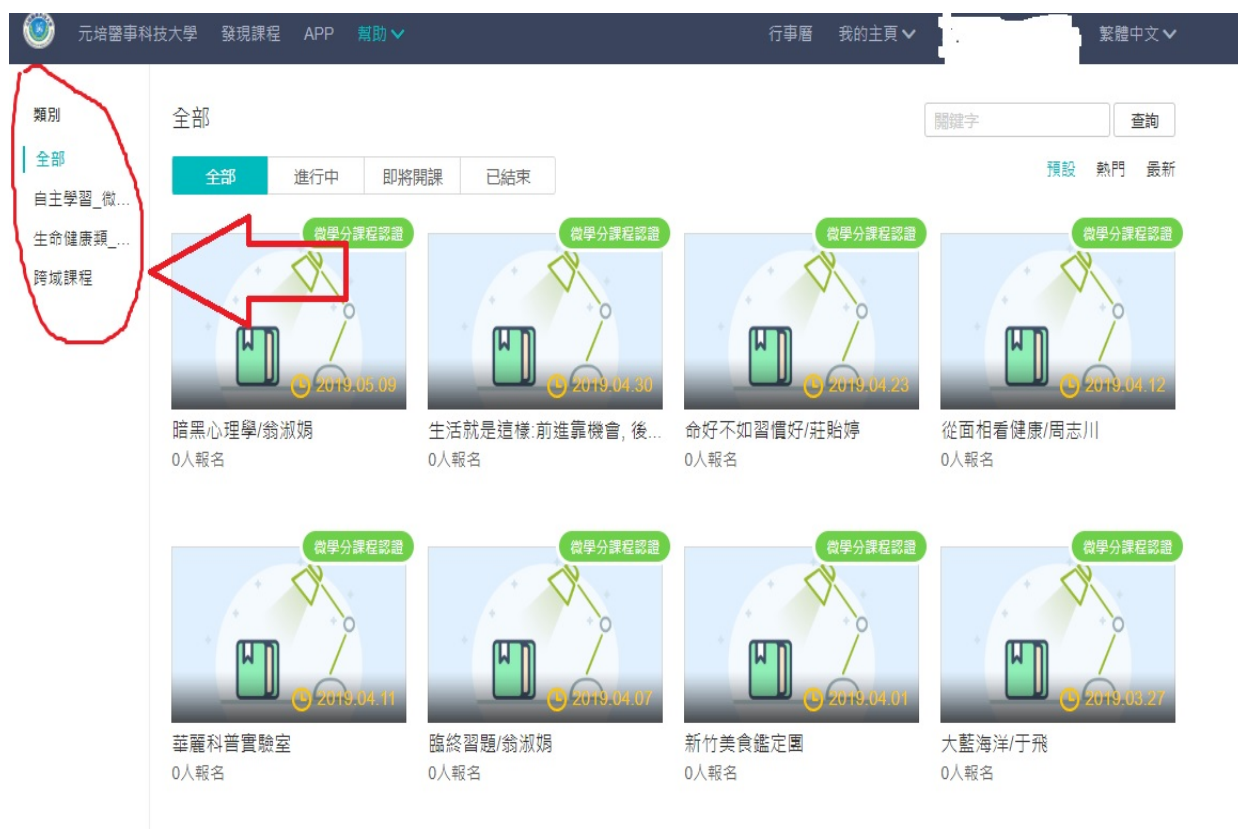 元培醫事科技大學 發現課程 APP 幫助 行事曆 我的主頁 繁體中文
類別
全部
自主學習_微...
生命健康類_...
跨域課程
全部
關鍵字 查詢
全部 進行中 即將開課 已結束
預設 熱門 最新
微學分課程認證 微學分課程認證 微學分課程認證 微學分課程認證
2019.05.09 2019.04.30 2019.04.23 2019.04.12
暗黑心理學/翁淑娟 生活就是這樣:前進靠機會, 後... 命好不如習慣好/莊貽婷 從面相看健康/周志川
0人報名 0人報名 0人報名 0人報名
微學分課程認證 微學分課程認證 微學分課程認證 微學分課程認證
2019.04.11 2019.04.07 2019.04.01 2019.03.27
華麗科普實驗室 臨終習題/翁淑娟 新竹美食鑑定團 大藍海洋/于飛
0人報名 0人報名 0人報名 0人報名